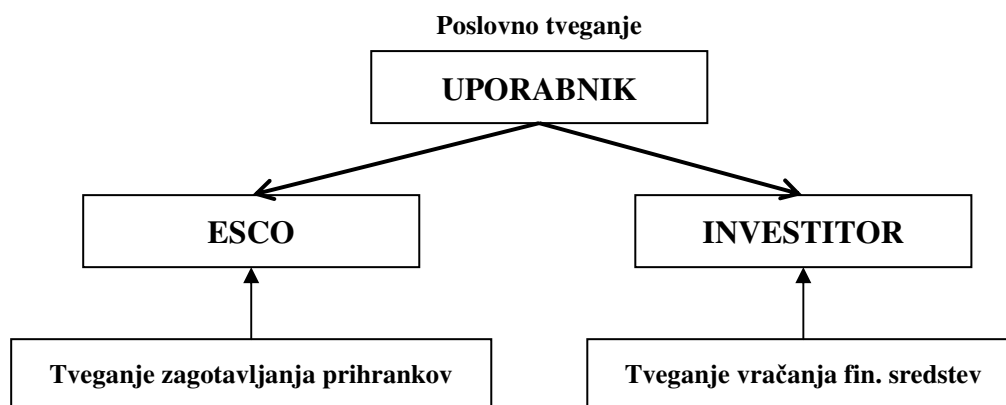 Poslovno tveganje
UPORABNIK
ESCO
INVESTITOR
Tveganje zagotavljanja prihrankov
Tveganje vračanja fin. sredstev